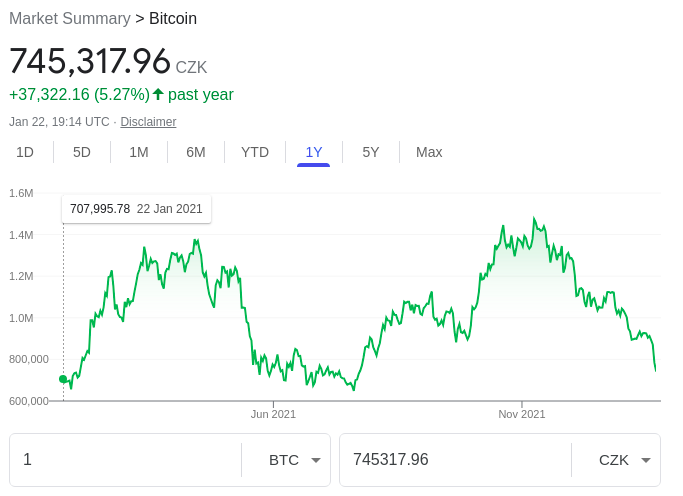 Market Summary > Bitcoin
745,317.96 CZK
+37,322.16 (5.27%) past year
Jan 22, 19:14 UTC · Disclaimer
1D 5D 1M 6M YTD 1Y 5Y Max
1.6M
707,995.78 22 Jan 2021
1.4M
1.2M
1.0M
800,000
600,000
Jun 2021 Nov 2021
1 BTC 745317.96 CZK